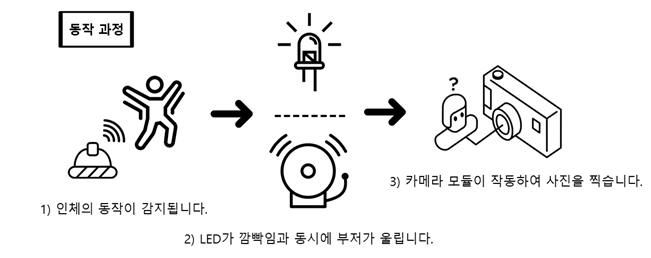 동작 과정
?
1) 인체의 동작이 감지됩니다.
2) LED가 깜빡임과 동시에 부저가 울립니다.
3) 카메라 모듈이 작동하여 사진을 찍습니다.